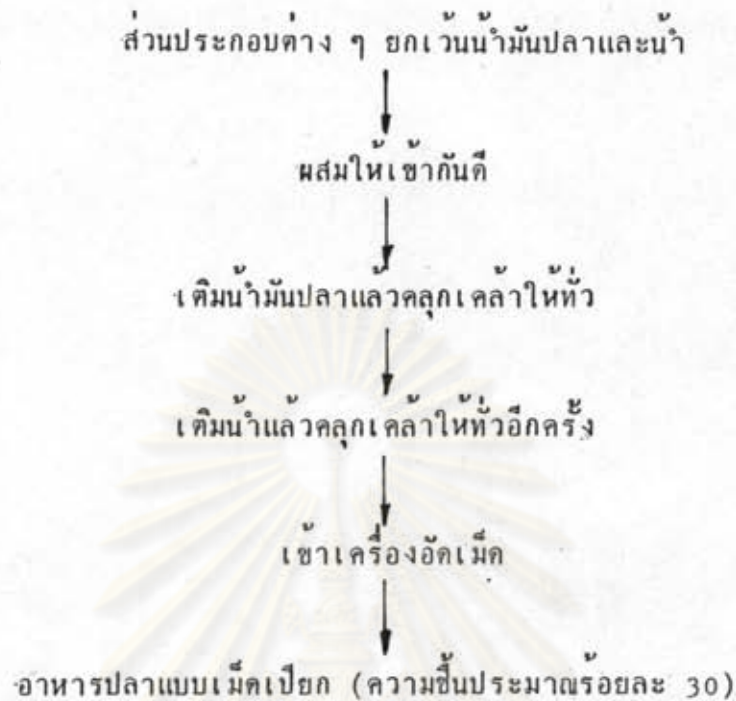 ส่วนประกอบต่าง ๆ ยกเว้นน้ำมันปลาและน้ำ
ผสมให้เข้ากันดี
เติมน้ำมันปลาแล้วคลุกเคล้าให้ทั่ว
เติมน้ำแล้วคลุกเคล้าให้ทั่วอีกครั้ง
เข้าเครื่องอัดเม็ด
อาหารปลาแบบเม็ดเปียก (ความชื้นประมาณร้อยละ 30)